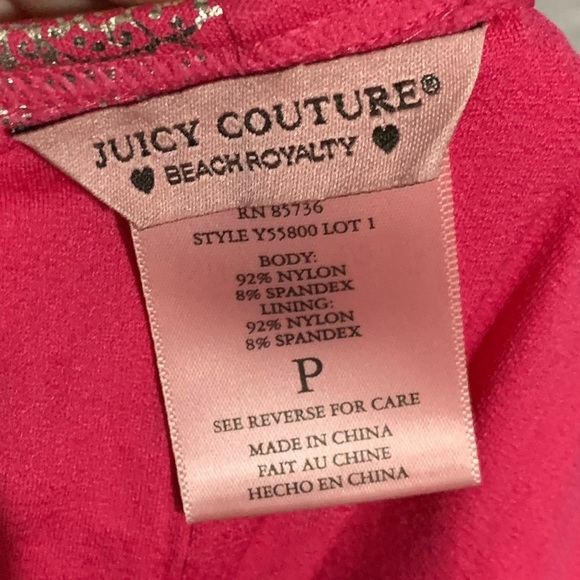 JUICY COUTURE®
♥ BEACH ROYALTY ♥
RN 85736
STYLE Y55800 LOT 1
BODY:
92% NYLON
8% SPANDEX
LINING:
92% NYLON
8% SPANDEX
P
SEE REVERSE FOR CARE
MADE IN CHINA
FAIT AU CHINE
HECHO EN CHINA